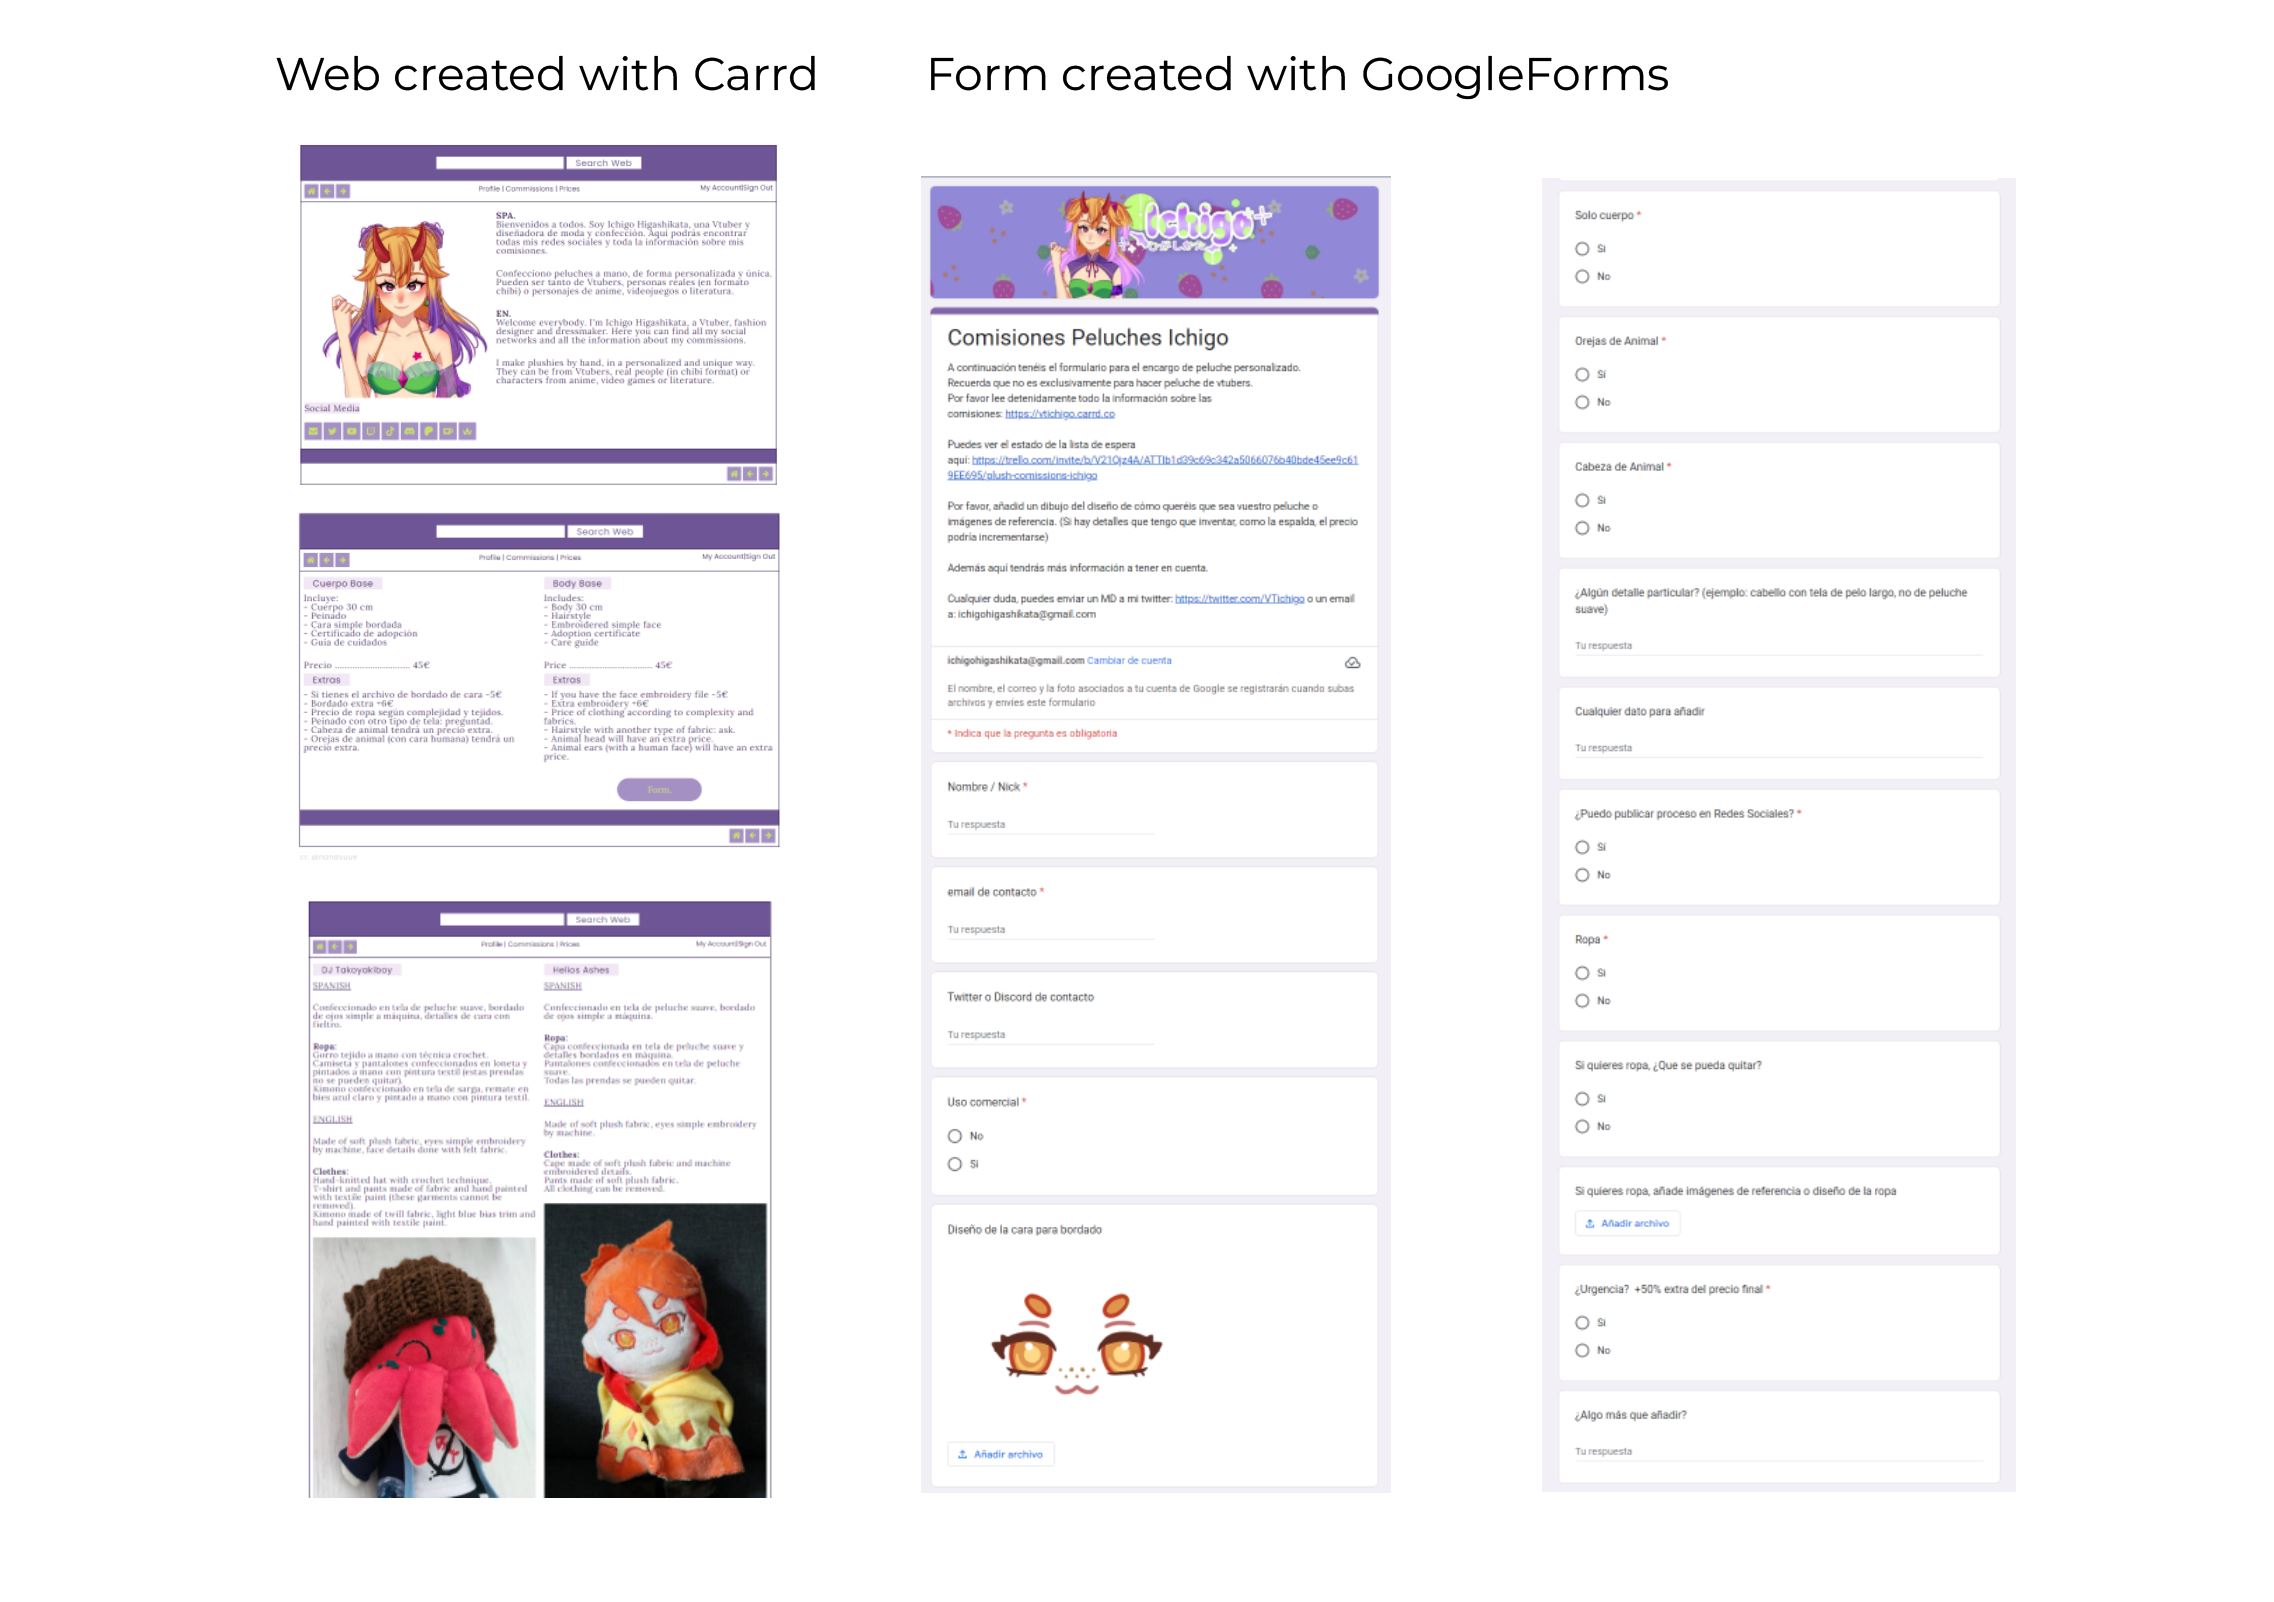 Web created with Carrd
Search Web
Profile | Commissions | Prices
My Account|Sign Out
SPA.
Bienvenidos a todos. Soy Ichigo Higashikata, una Vtuber y
diseñadora de moda y confección. Aquí podrás encontrar
todas mis redes sociales y toda la información sobre mis
comisiones.
Confecciono peluches a mano, de forma personalizada y única.
Pueden ser tanto de Vtubers, personas reales (en formato
chibi) o personajes de anime, videojuegos o literatura.
EN.
Welcome everybody. I'm Ichigo Higashikata, a Vtuber, fashion
designer and dressmaker. Here you can find all my social
networks and all the information about my commissions.
I make plushies by hand, in a personalized and unique way.
They can be from Vtubers, real people (in chibi format) or
characters from anime, video games or literature.
Social Media
Search Web
Profile | Commissions | Prices
My Account|Sign Out
Cuerpo Base
Incluye:
- Cuerpo 30 cm
- Peinado
- Cara simple bordada
- Certificado de adopción
- Guía de cuidados
Precio .............................. 45€
Extras
- Si tienes el archivo de bordado de cara -5€
- Bordado extra +6€
- Precio de ropa según complejidad y tejidos.
- Peinado con otro tipo de tela: preguntad.
- Cabeza de animal tendrá un precio extra.
- Orejas de animal (con cara humana) tendrá un
precio extra.
Body Base
Includes:
- Body 30 cm
- Hairstyle
- Embroidered simple face
- Adoption certificate
- Care guide
Price ................................. 45€
Extras
- If you have the face embroidery file -5€
- Extra embroidery +6€
- Price of clothing according to complexity and
fabrics.
- Hairstyle with another type of fabric: ask.
- Animal head will have an extra price.
- Animal ears (with a human face) will have an extra
price.
Form.
Search Web
Profile | Commissions | Prices
My Account|Sign Out
DJ Takoyakiboy
SPANISH
Confeccionado en tela de peluche suave, bordado
de ojos simple a máquina, detalles de cara con
fieltro.
Ropa:
Gorro tejido a mano con técnica crochet.
Camiseta y pantalones confeccionados en loneta y
pintados a mano con pintura textil (estas prendas
no se pueden quitar).
Kimono confeccionado en tela de sarga, remate en
bies azul claro y pintado a mano con pintura textil.
ENGLISH
Made of soft plush fabric, eyes simple embroidery
by machine, face details done with felt fabric.
Clothes:
Hand-knitted hat with crochet technique.
T-shirt and pants made of fabric and hand painted
with textile paint (these garments cannot be
removed).
Kimono made of twill fabric, light blue bias trim and
hand painted with textile paint.
Helios Ashes
SPANISH
Confeccionado en tela de peluche suave, bordado
de ojos simple a máquina.
Ropa:
Capa confeccionada en tela de peluche suave y
detalles bordados en máquina.
Pantalones confeccionados en tela de peluche
suave.
Todas las prendas se pueden quitar.
ENGLISH
Made of soft plush fabric, eyes simple embroidery
by machine.
Clothes:
Cape made of soft plush fabric and machine
embroidered details.
Pants made of soft plush fabric.
All clothing can be removed.
Form created with GoogleForms
Ichigo
Comisiones Peluches Ichigo
A continuación tenéis el formulario para el encargo de peluche personalizado.
Recuerda que no es exclusivamente para hacer peluche de vtubers.
Por favor lee detenidamente todo la información sobre las
comisiones: https://vtichigo.carrd.co
Puedes ver el estado de la lista de espera
aquí: https://trello.com/invite/b/V21Ojz4A/ATTIb1d39c69c342a5066076b40bde45ee9c61
9EE695/plush-comissions-ichigo
Por favor, añadid un dibujo del diseño de cómo queréis que sea vuestro peluche o
imágenes de referencia. (Si hay detalles que tengo que inventar, como la espalda, el precio
podría incrementarse)
Además aquí tendrás más información a tener en cuenta.
Cualquier duda, puedes enviar un MD a mi twitter: https://twitter.com/VTichigo o un email
a: ichigohigashikata@gmail.com
ichigohigashikata@gmail.com Cambiar de cuenta
El nombre, el correo y la foto asociados a tu cuenta de Google se registrarán cuando subas
archivos y envíes este formulario
* Indica que la pregunta es obligatoria
Nombre / Nick *
Tu respuesta
email de contacto *
Tu respuesta
Twitter o Discord de contacto
Tu respuesta
Uso comercial *
No
Si
Diseño de la cara para bordado
Añadir archivo
Solo cuerpo *
Si
No
Orejas de Animal *
Sí
No
Cabeza de Animal *
Si
No
¿Algún detalle particular? (ejemplo: cabello con tela de pelo largo, no de peluche
suave)
Tu respuesta
Cualquier dato para añadir
Tu respuesta
¿Puedo publicar proceso en Redes Sociales? *
Sí
No
Ropa *
Si
No
Si quieres ropa, ¿Que se pueda quitar?
Si
No
Si quieres ropa, añade imágenes de referencia o diseño de la ropa
Añadir archivo
¿Urgencia? +50% extra del precio final *
Si
No
¿Algo más que añadir?
Tu respuesta